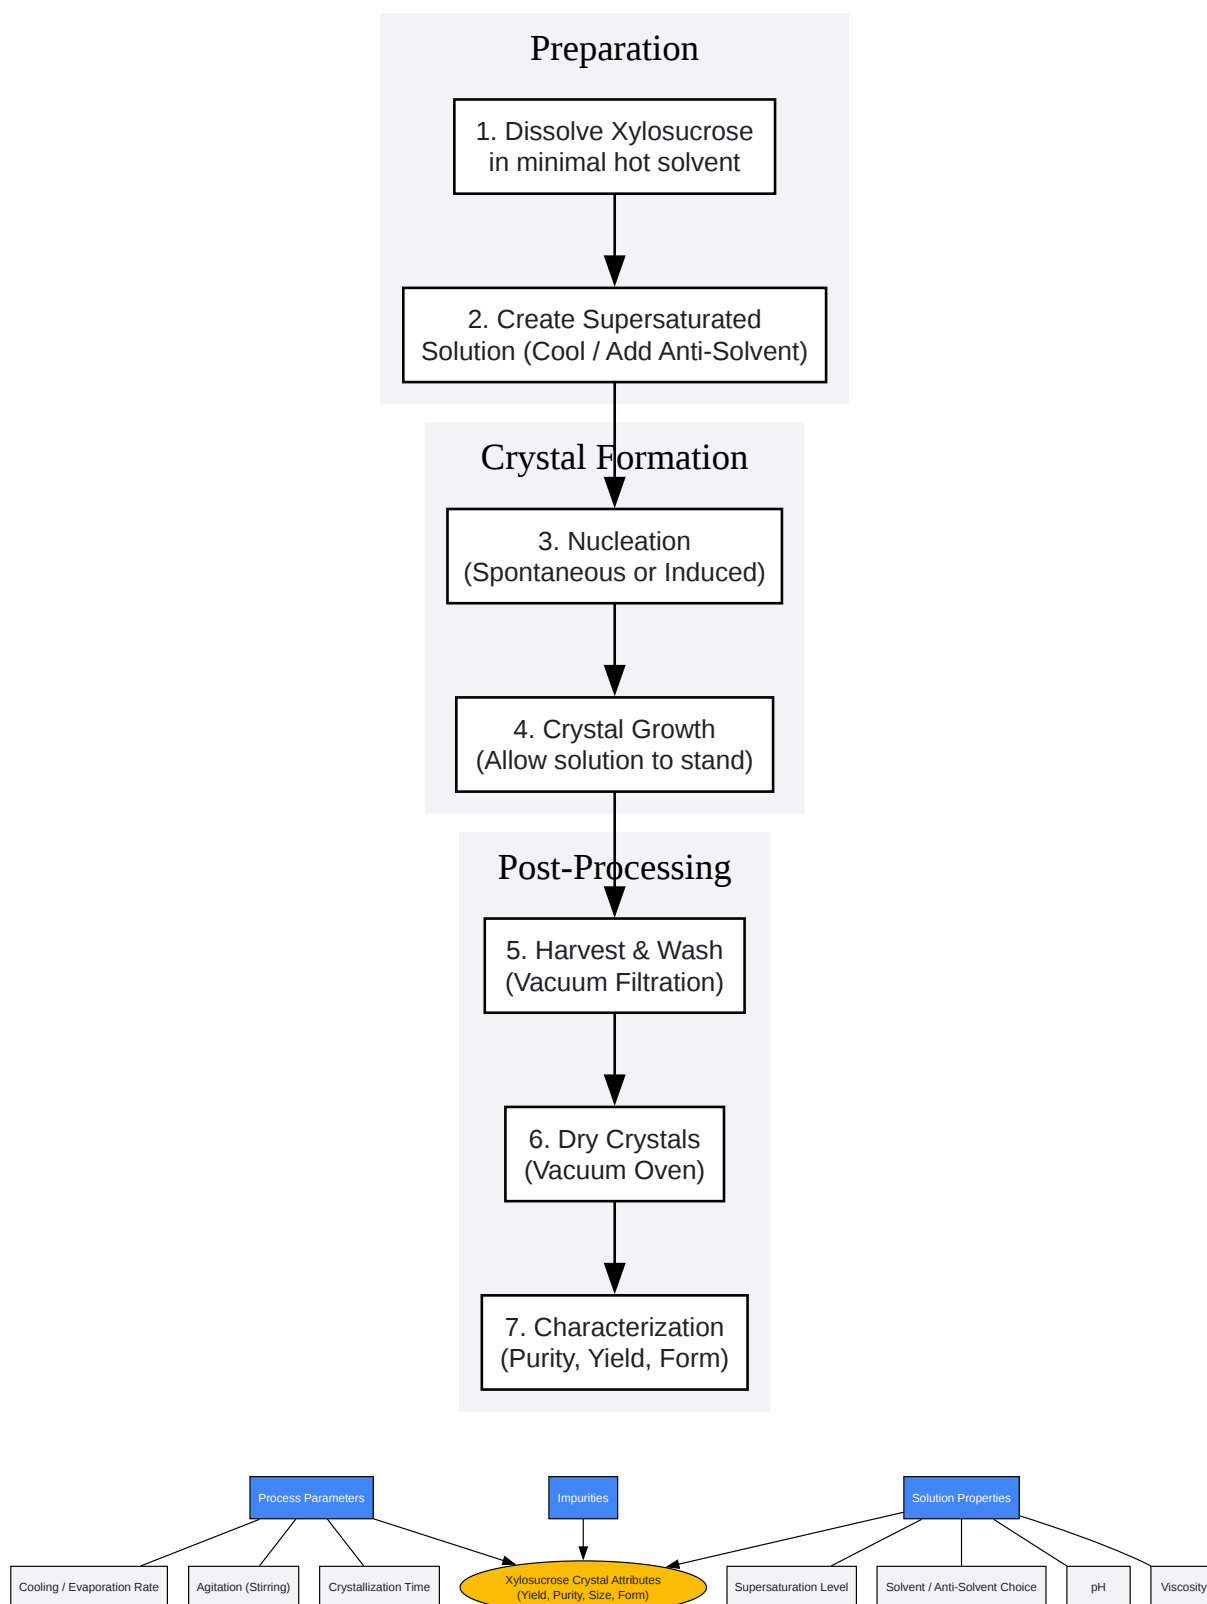 Preparation
1. Dissolve Xylosucrose
in minimal hot solvent
2. Create Supersaturated
Solution (Cool / Add Anti-Solvent)
Crystal Formation
3. Nucleation
(Spontaneous or Induced)
4. Crystal Growth
(Allow solution to stand)
Post-Processing
5. Harvest & Wash
(Vacuum Filtration)
6. Dry Crystals
(Vacuum Oven)
7. Characterization
(Purity, Yield, Form)
Process Parameters
Impurities
Solution Properties
Cooling / Evaporation Rate
Agitation (Stirring)
Crystallization Time
Xylosucrose Crystal Attributes
(Yield, Purity, Size, Form)
Supersaturation Level
Solvent / Anti-Solvent Choice
pH
Viscosity